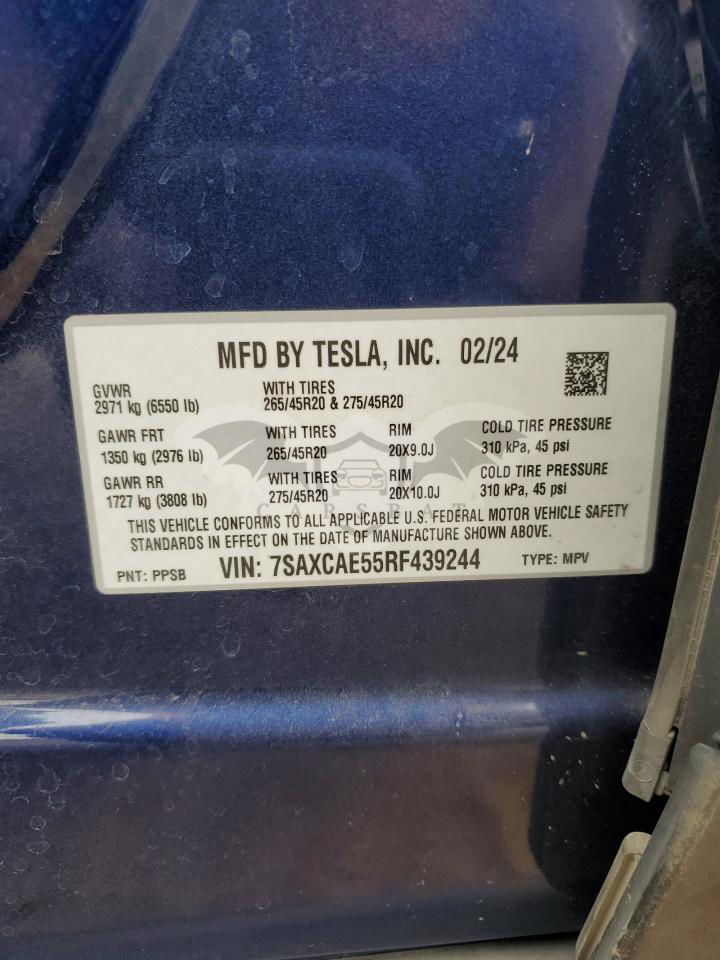 MFD BY TESLA, INC. 02/24
GVWR
2971 kg (6550 lb)
WITH TIRES
265/45R20 & 275/45R20
GAWR FRT
1350 kg (2976 lb)
WITH TIRES
265/45R20
RIM
20X9.0J
COLD TIRE PRESSURE
310 kPa, 45 psi
GAWR RR
1727 kg (3808 lb)
WITH TIRES
275/45R20
RIM
20X10.0J
COLD TIRE PRESSURE
310 kPa, 45 psi
CARSBAT
THIS VEHICLE CONFORMS TO ALL APPLICABLE U.S. FEDERAL MOTOR VEHICLE SAFETY
STANDARDS IN EFFECT ON THE DATE OF MANUFACTURE SHOWN ABOVE.
PNT: PPSB VIN: 7SAXCAE55RF439244 TYPE: MPV